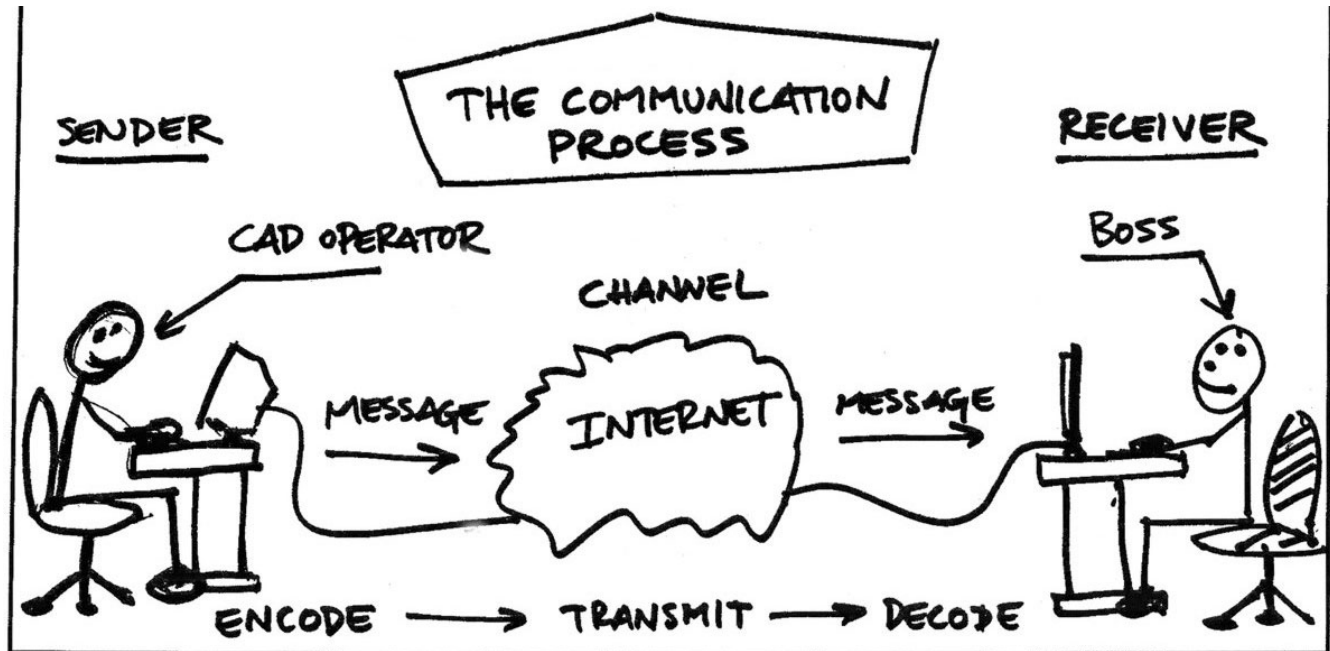 THE COMMUNICATION
PROCESS
SENDER
RECEIVER
CAD OPERATOR
BOSS
CHANNEL
MESSAGE
INTERNET
MESSAGE
ENCODE
TRANSMIT
DECODE